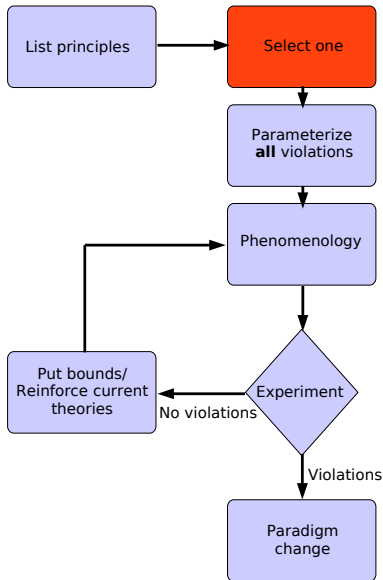 List principles
Select one
Parameterize
all violations
Phenomenology
Put bounds/
Reinforce current
theories
Experiment
No violations
Violations
Paradigm
change